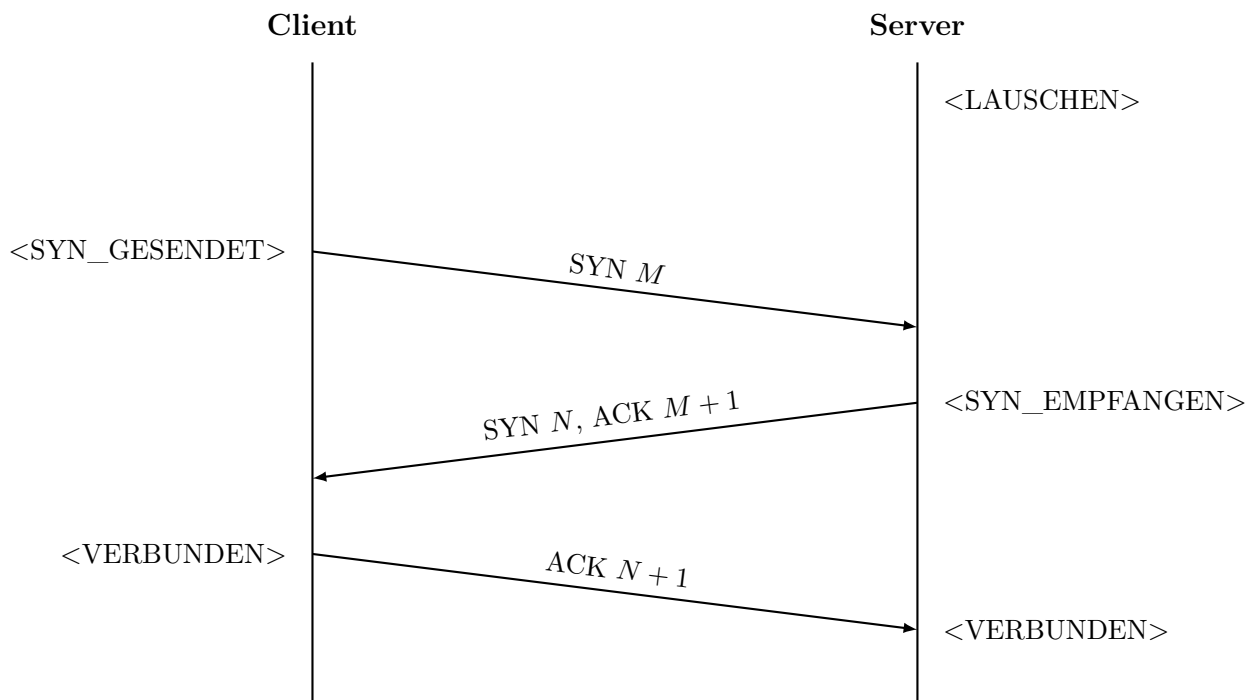 Client
Server
<LAUSCHEN>
<SYN_GESENDET>
SYN M
SYN N, ACK M + 1
<SYN_EMPFANGEN>
<VERBUNDEN>
ACK N + 1
<VERBUNDEN>